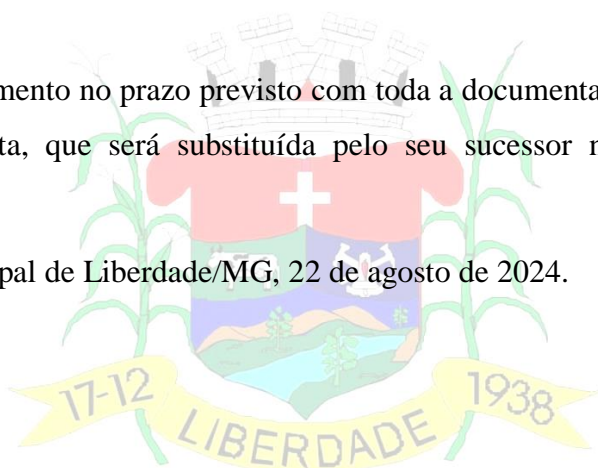 mento no prazo previsto com toda a documenta
ta, que será substituída pelo seu sucessor n
pal de Liberdade/MG, 22 de agosto de 2024.
17-12
LIBERDADE
1938